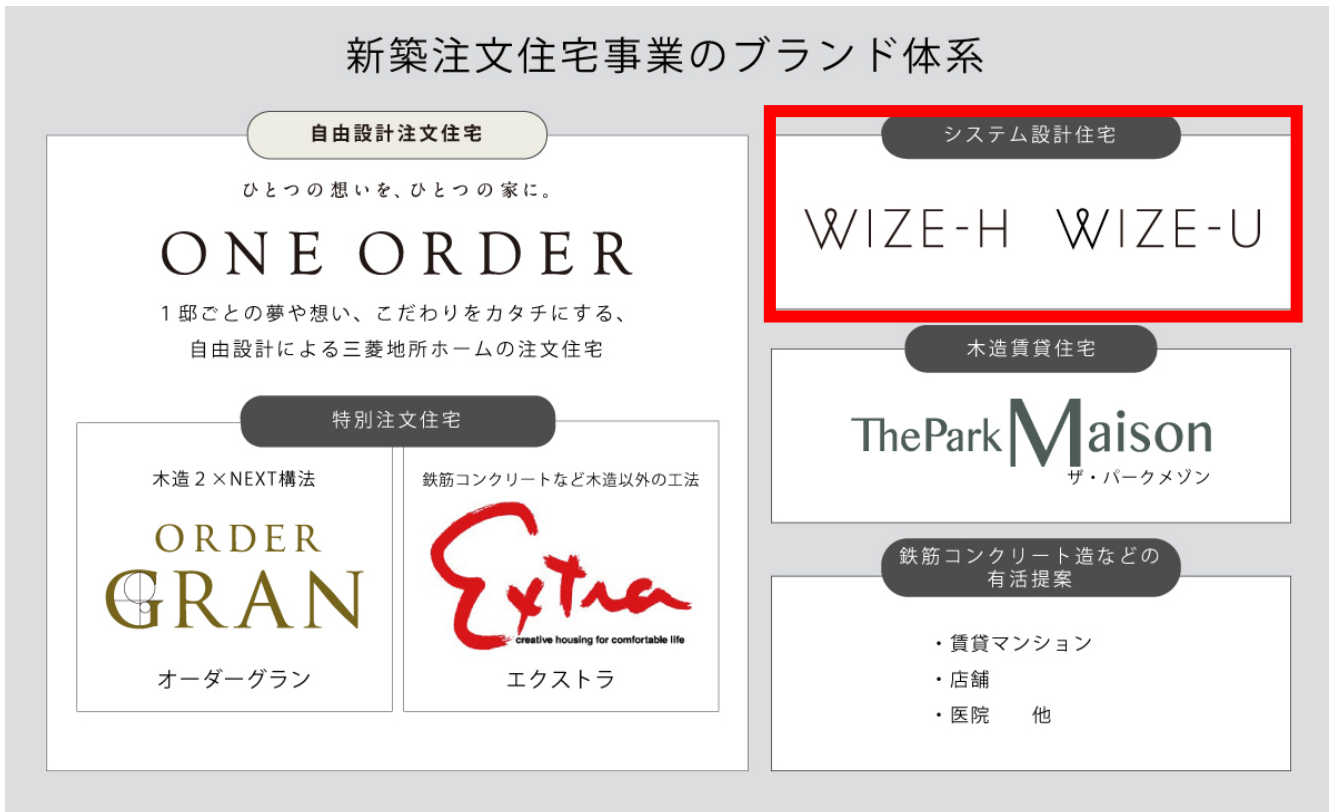 新築注文住宅事業のブランド体系
自由設計注文住宅
ひとつの想いを、ひとつの家に。
ONE ORDER
1邸ごとの夢や想い、こだわりをカタチにする、
自由設計による三菱地所ホームの注文住宅
特別注文住宅
木造2×NEXT構法
ORDER
GRAN
オーダーグラン
鉄筋コンクリートなど木造以外の工法
Extra
creative housing for comfortable life
エクストラ
システム設計住宅
WIZE-H WIZE-U
木造賃貸住宅
ThePark Maison
ザ・パークメゾン
鉄筋コンクリート造などの
有活提案
・賃貸マンション
・店舗
・医院　他